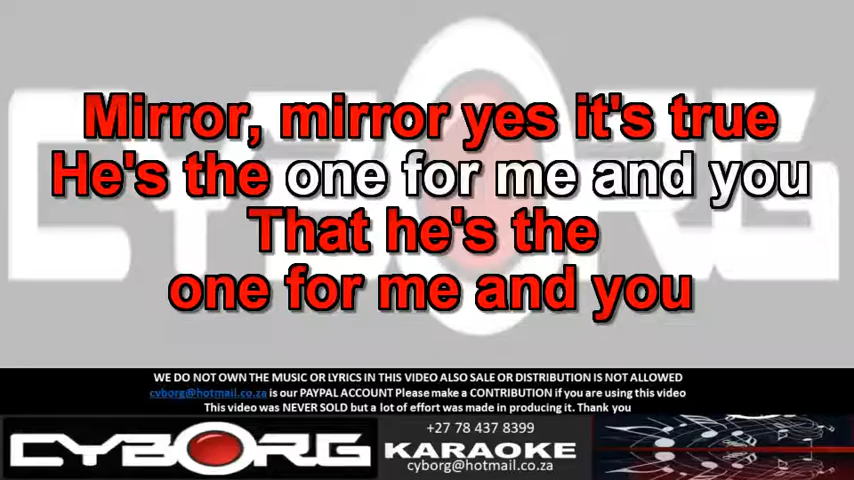 Mirror, mirror yes it's true
He's the one for me and you
That he's the
one for me and you
WE DO NOT OWN THE MUSIC OR LYRICS IN THIS VIDEO ALSO SALE OR DISTRIBUTION IS NOT ALLOWED
cyborg@hotmail.co.za is our PAYPAL ACCOUNT Please make a CONTRIBUTION if you are using this video
This video was NEVER SOLD but a lot of effort was made in producing it. Thank you
CYBORG
+27 78 437 8399
KARAOKE
cyborg@hotmail.co.za